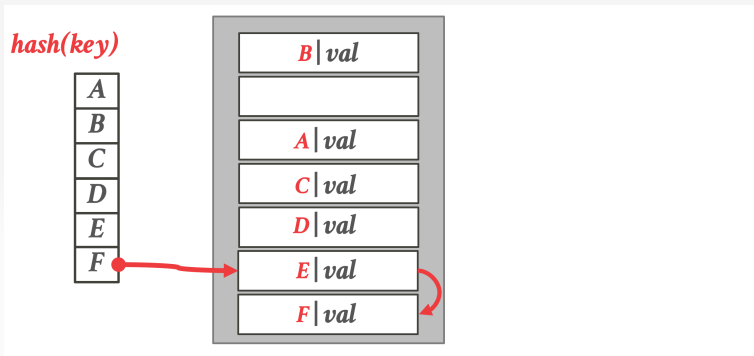 hash(key)
A
B
C
D
E
F
B|val
A|val
C|val
D|val
E|val
F|val